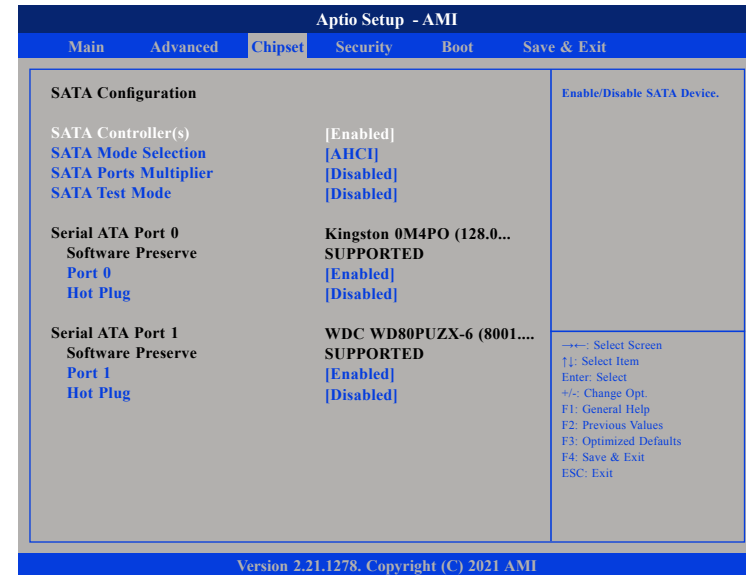 Aptio Setup - AMI
Main Advanced Chipset Security Boot Save & Exit
SATA Configuration
SATA Controller(s) [Enabled]
SATA Mode Selection [AHCI]
SATA Ports Multiplier [Disabled]
SATA Test Mode [Disabled]
Serial ATA Port 0 Kingston 0M4PO (128.0...
Software Preserve SUPPORTED
Port 0 [Enabled]
Hot Plug [Disabled]
Serial ATA Port 1 WDC WD80PUZX-6 (8001....
Software Preserve SUPPORTED
Port 1 [Enabled]
Hot Plug [Disabled]
Enable/Disable SATA Device.
→←: Select Screen
↑↓: Select Item
Enter: Select
+/-: Change Opt.
F1: General Help
F2: Previous Values
F3: Optimized Defaults
F4: Save & Exit
ESC: Exit
Version 2.21.1278. Copyright (C) 2021 AMI